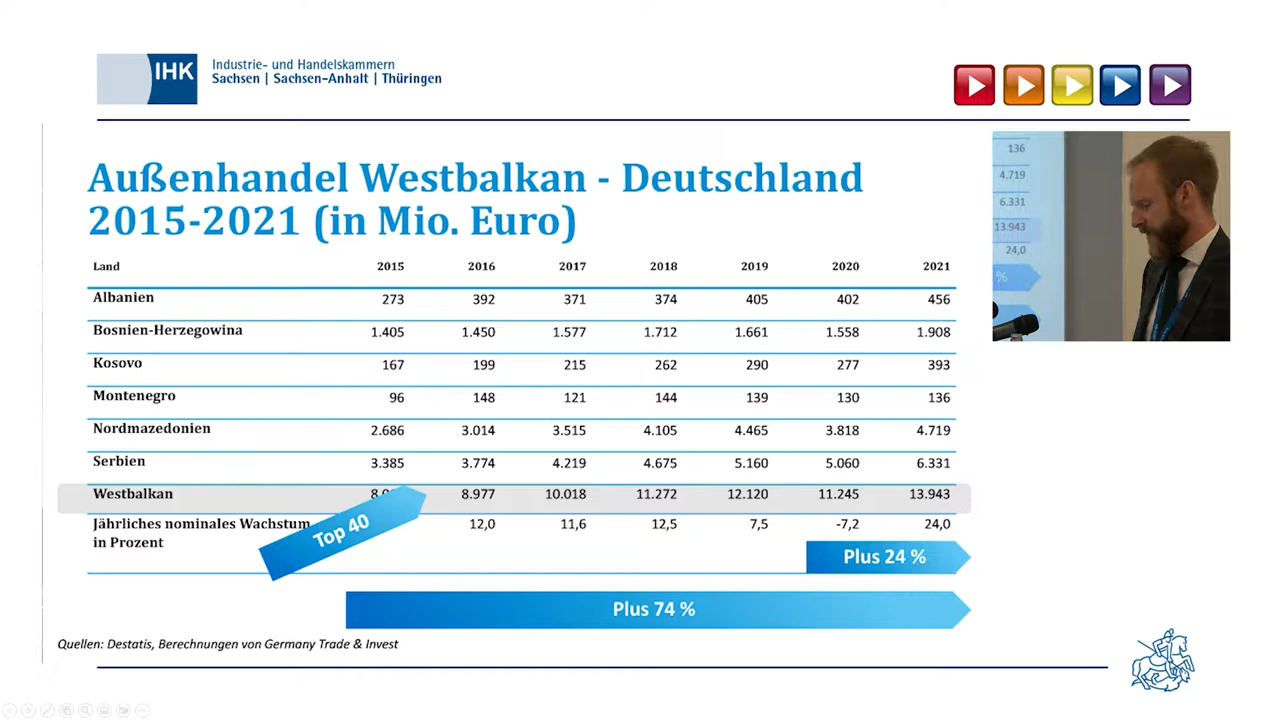 IHK
Industrie- und Handelskammern
Sachsen | Sachsen-Anhalt | Thüringen
Außenhandel Westbalkan - Deutschland
2015-2021 (in Mio. Euro)
Land 2015 2016 2017 2018 2019 2020 2021
Albanien 273 392 371 374 405 402 456
Bosnien-Herzegowina 1.405 1.450 1.577 1.712 1.661 1.558 1.908
Kosovo 167 199 215 262 290 277 393
Montenegro 96 148 121 144 139 130 136
Nordmazedonien 2.686 3.014 3.515 4.105 4.465 3.818 4.719
Serbien 3.385 3.774 4.219 4.675 5.160 5.060 6.331
Westbalkan 8.977 10.018 11.272 12.120 11.245 13.943
Jährliches nominales Wachstum 12,0 11,6 12,5 7,5 -7,2 24,0
in Prozent
Top 40
Plus 24 %
Plus 74 %
Quellen: Destatis, Berechnungen von Germany Trade & Invest
136
4.719
6.331
13.943
24,0
%